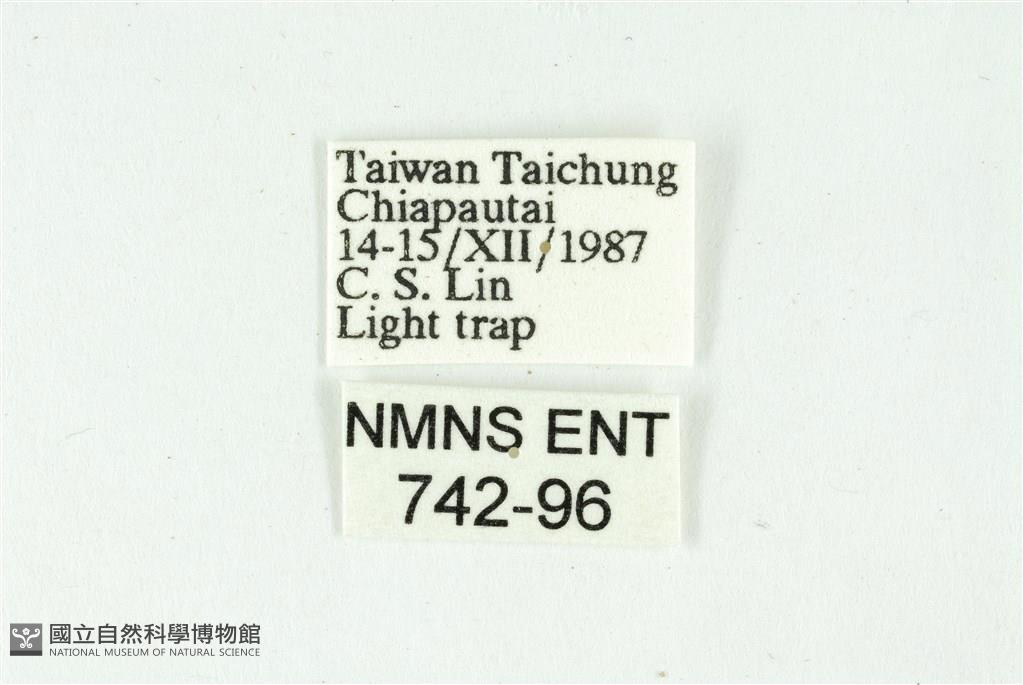 Taiwan Taichung
Chiapautai
14-15/XII/1987
C. S. Lin
Light trap
NMNS ENT
742-96
國立自然科學博物館
NATIONAL MUSEUM OF NATURAL SCIENCE